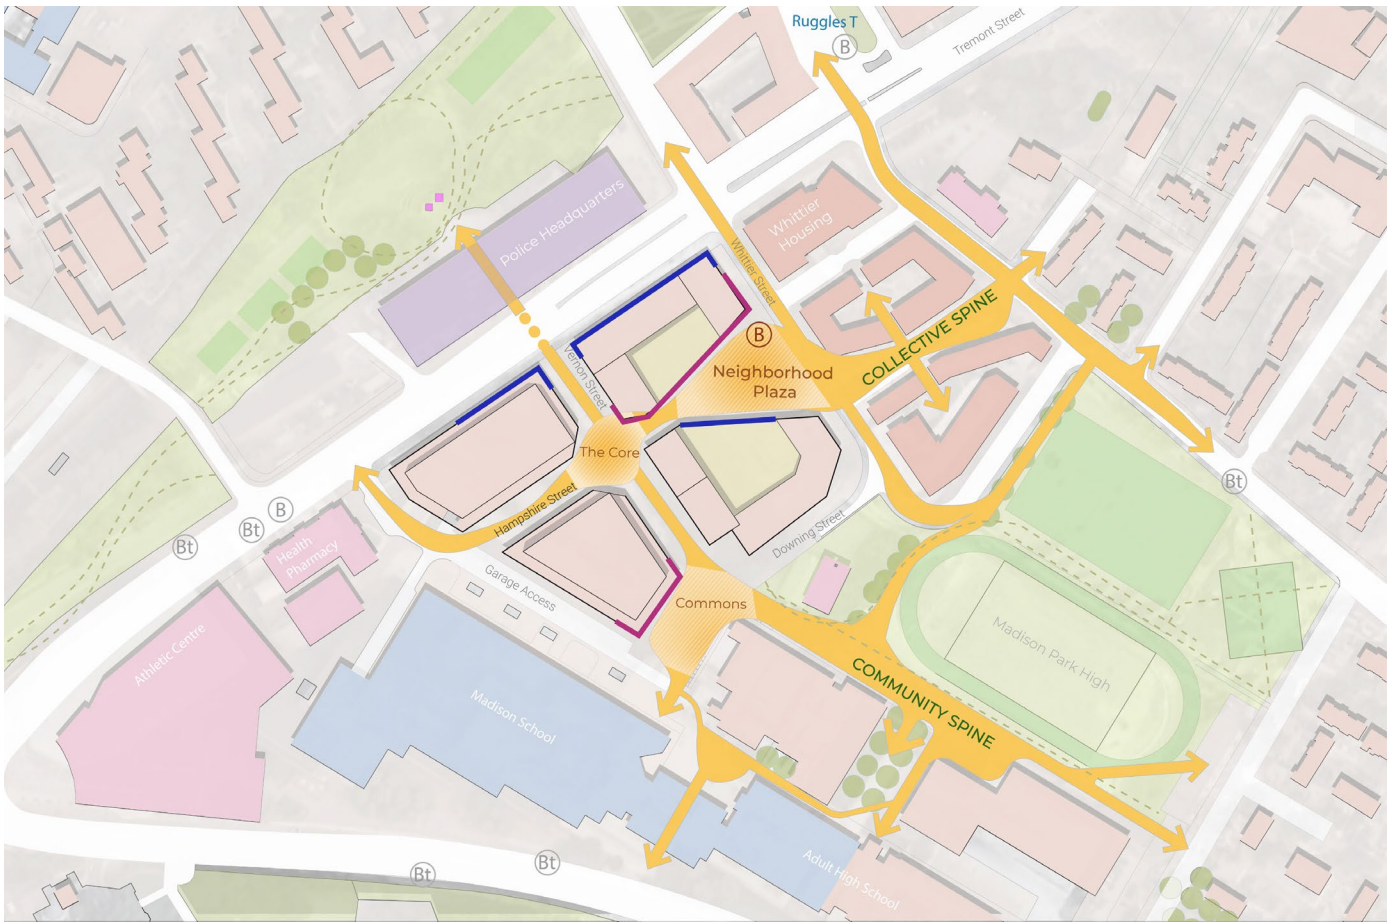 Ruggles T
B
Tremont Street
Police Headquarters
Whittier
Housing
Whittier Street
COLLECTIVE SPINE
B
Neighborhood
Plaza
Vernon Street
The Core
Hampshire Street
Downing Street
B
Bt
Bt
Bt
Health
Pharmacy
Garage Access
Commons
Athletic Centre
Madison School
Madison Park High
COMMUNITY SPINE
Adult High School
Bt
Bt